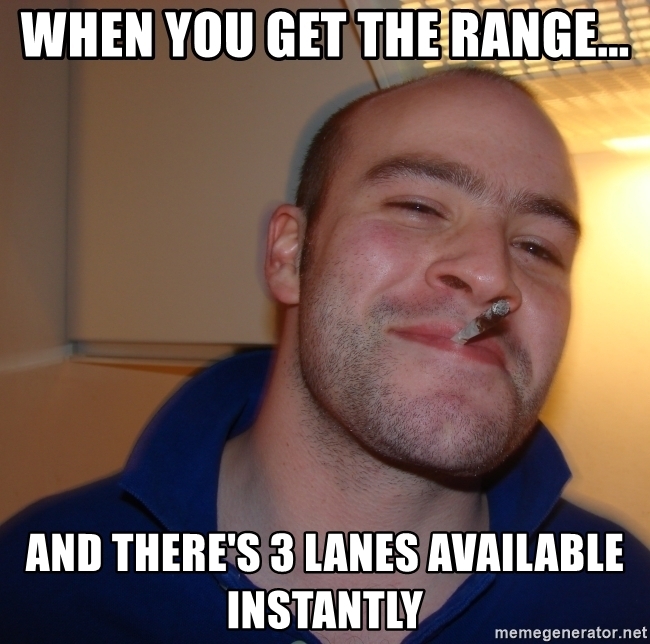 WHEN YOU GET THE RANGE...
AND THERE'S 3 LANES AVAILABLE
INSTANTLY
memegenerator.net